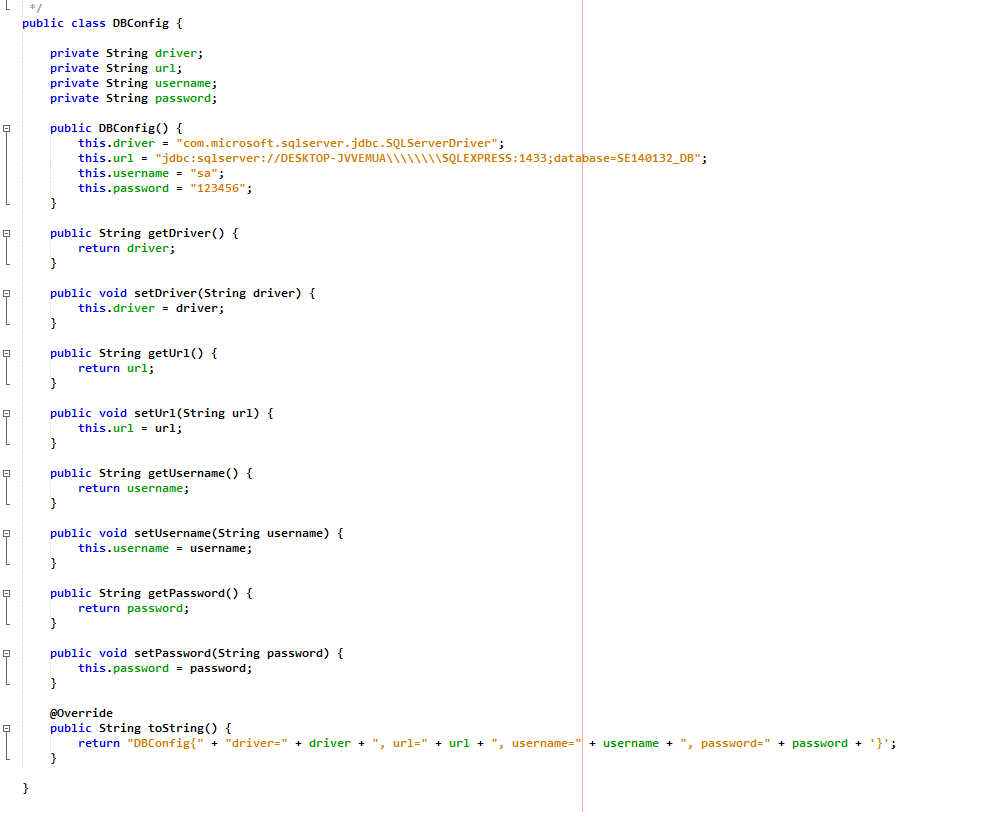 */
public class DBConfig {
private String driver;
private String url;
private String username;
private String password;
public DBConfig() {
this.driver = "com.microsoft.sqlserver.jdbc.SQLServerDriver";
this.url = "jdbc:sqlserver://DESKTOP-JVVEMUA\\\\\\\\SQLEXPRESS:1433;database=SE140132_DB";
this.username = "sa";
this.password = "123456";
}
public String getDriver() {
return driver;
}
public void setDriver(String driver) {
this.driver = driver;
}
public String getUrl() {
return url;
}
public void setUrl(String url) {
this.url = url;
}
public String getUsername() {
return username;
}
public void setUsername(String username) {
this.username = username;
}
public String getPassword() {
return password;
}
public void setPassword(String password) {
this.password = password;
}
@Override
public String toString() {
return "DBConfig{" + "driver=" + driver + ", url=" + url + ", username=" + username + ", password=" + password + '}';
}
}